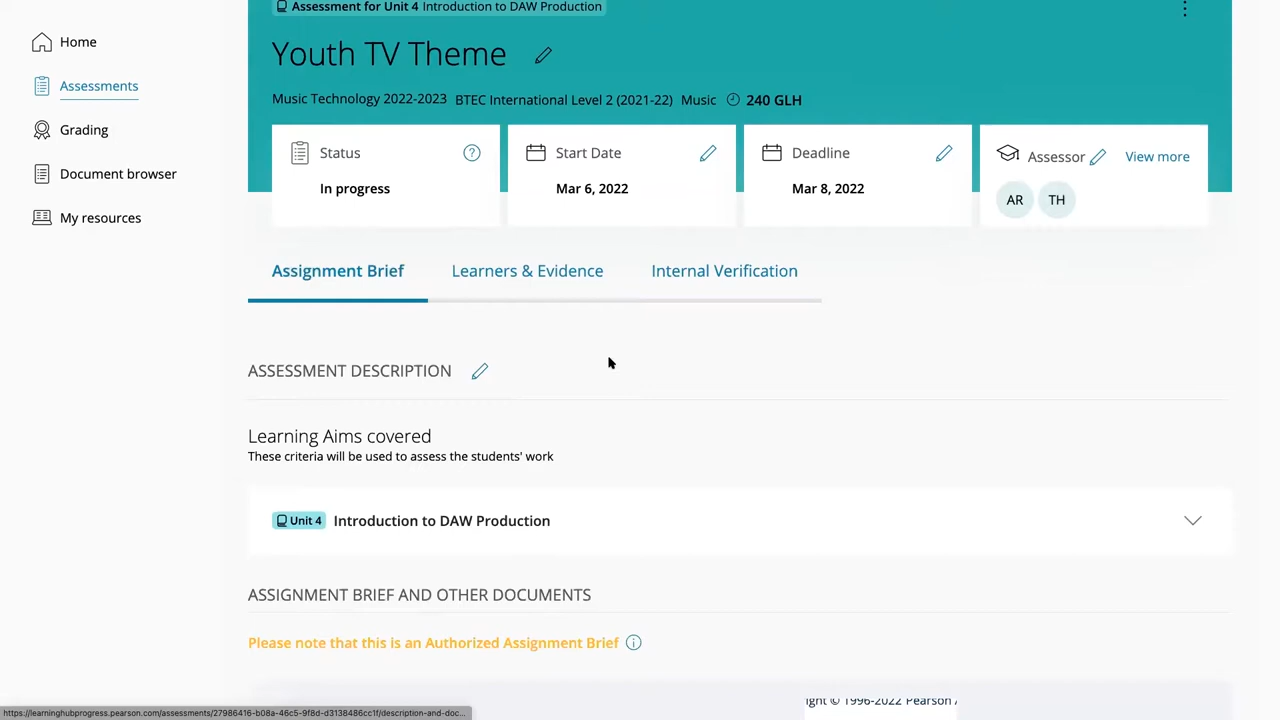 Assessment for Unit 4 Introduction to DAW Production
Home
Youth TV Theme
Assessments
Music Technology 2022-2023 BTEC International Level 2 (2021-22) Music 240 GLH
Grading
Status ?
Start Date
Deadline
Assessor View more
Document browser
In progress
Mar 6, 2022
Mar 8, 2022
AR TH
My resources
Assignment Brief Learners & Evidence Internal Verification
ASSESSMENT DESCRIPTION
Learning Aims covered
These criteria will be used to assess the students' work
Unit 4 Introduction to DAW Production
ASSIGNMENT BRIEF AND OTHER DOCUMENTS
Please note that this is an Authorized Assignment Brief i
© 1996-2022 Pearson
https://learninghubprogress.pearson.com/assessments/27986416-b08a-46c5-9f8d-d3138486cc1f/description-and-doc...